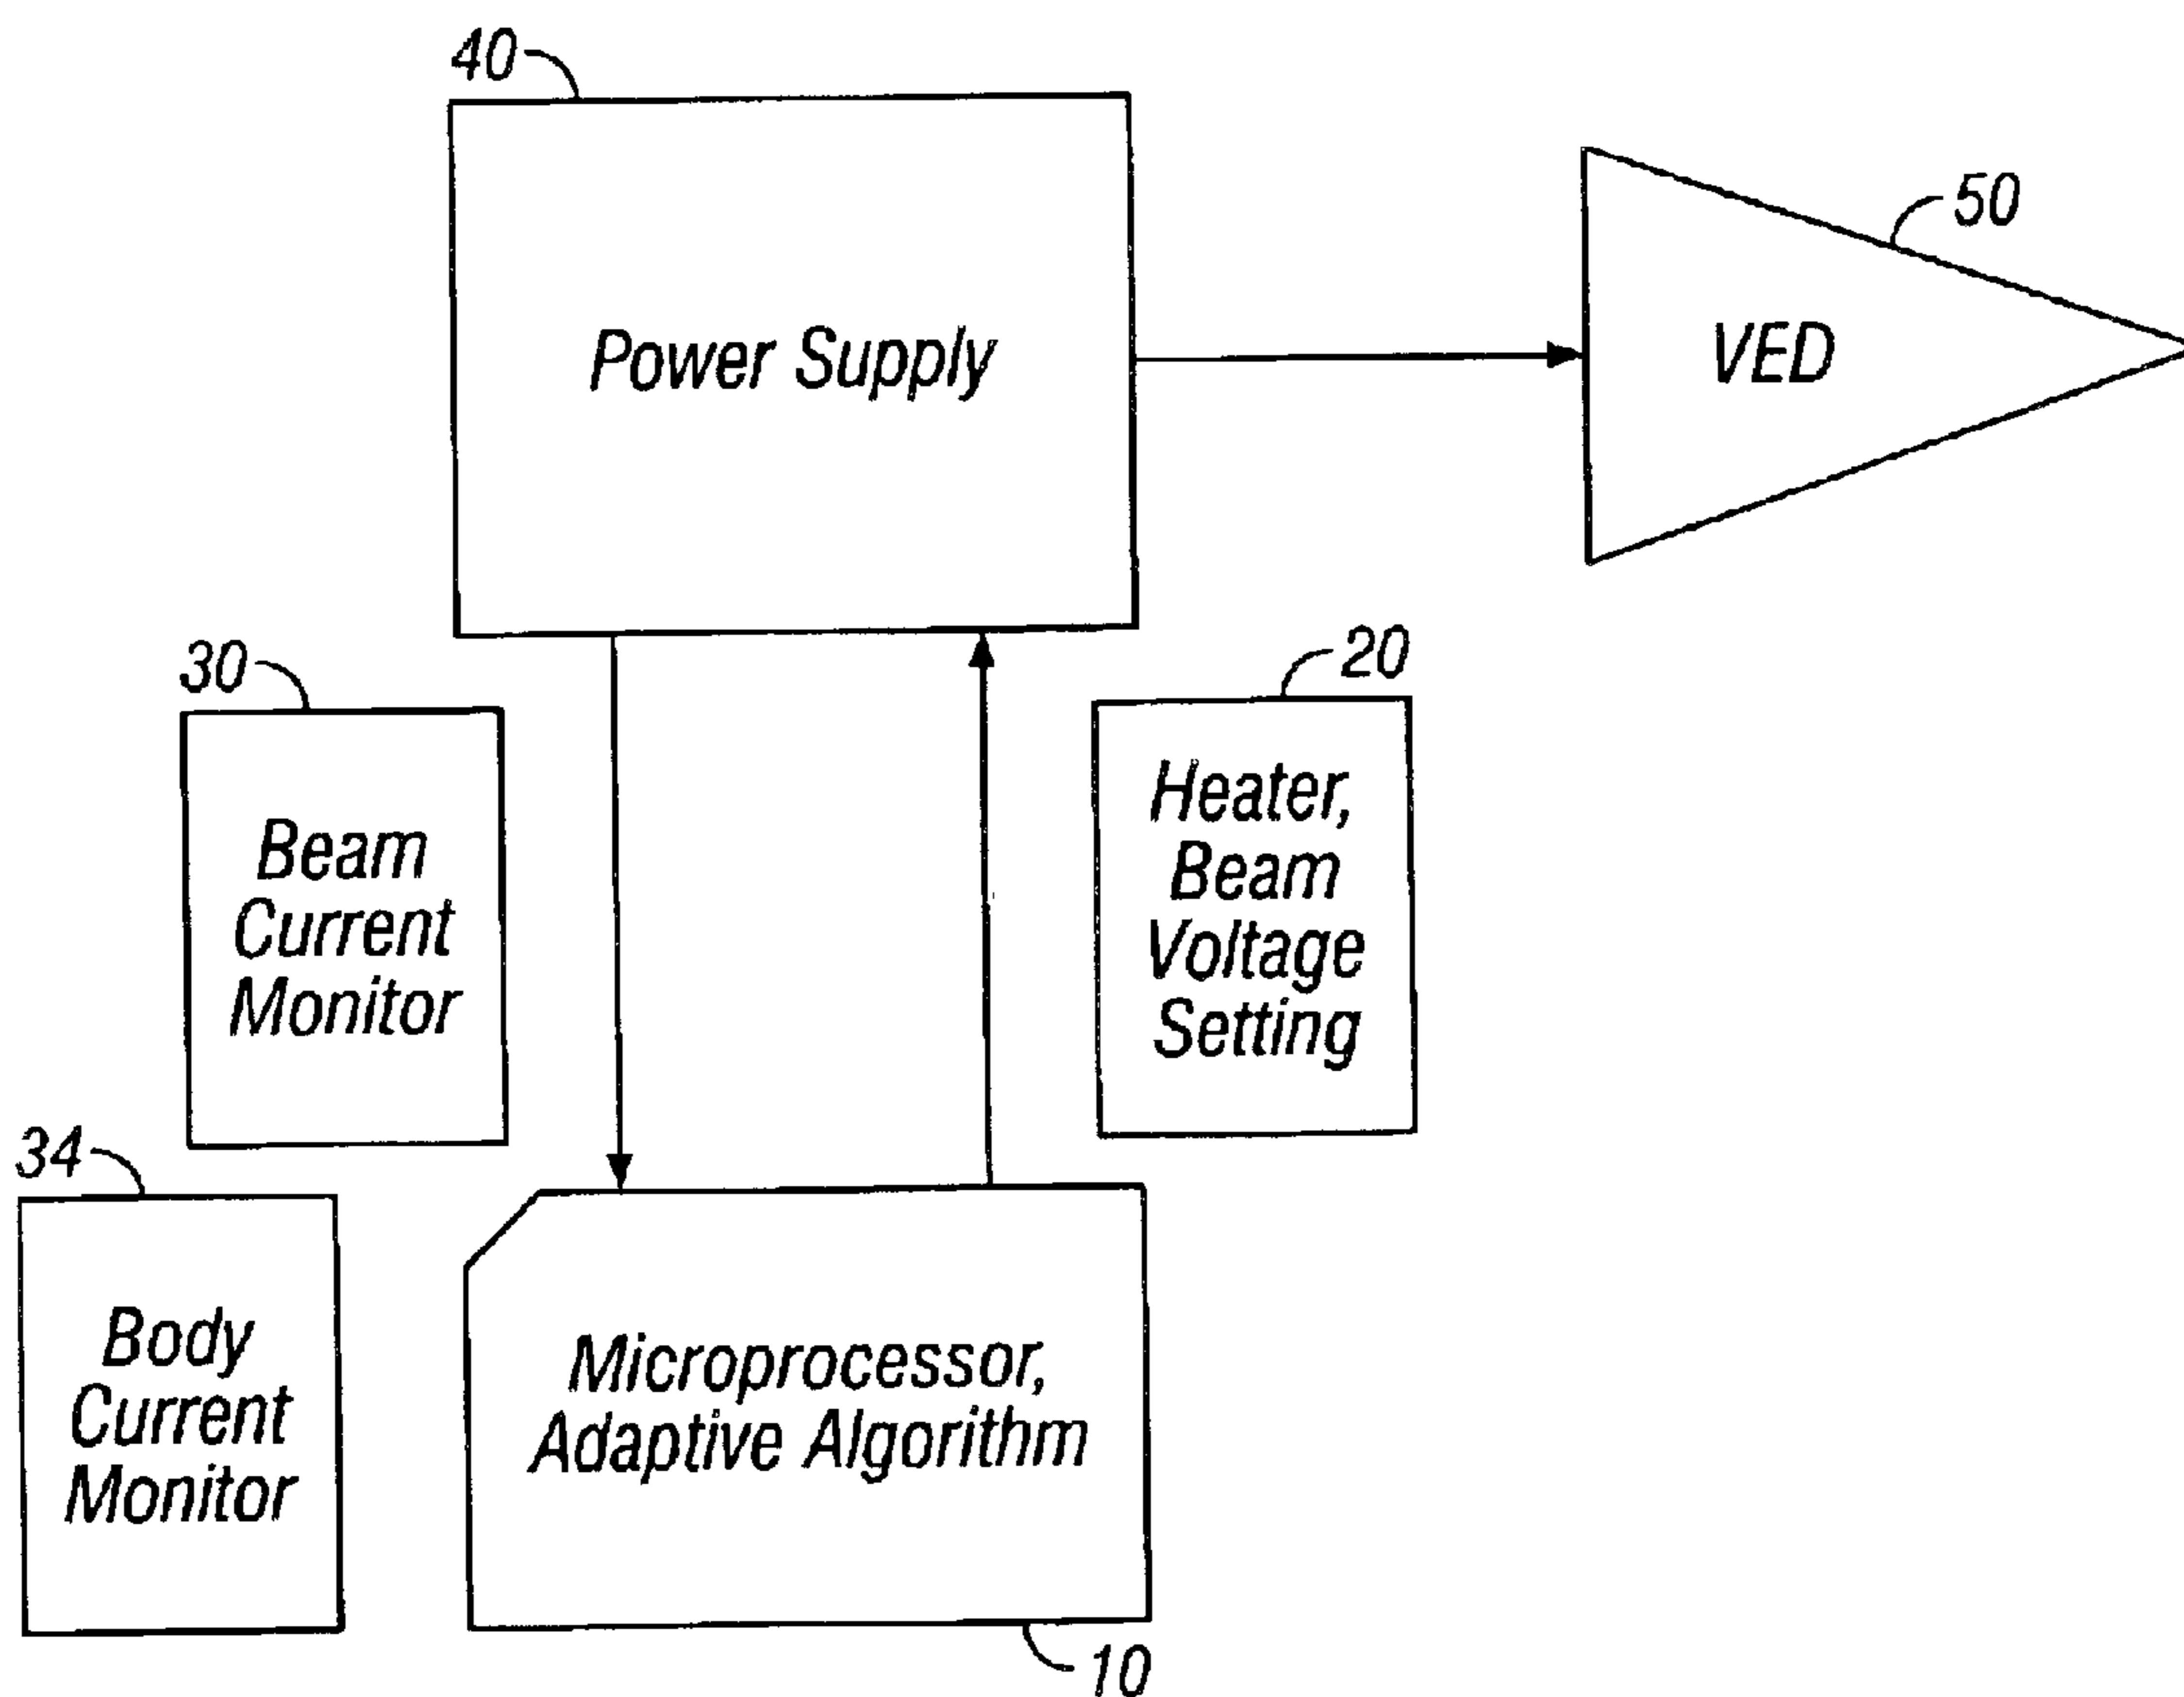 40
Power Supply
50
VED
30
Beam
Current
Monitor
20
Heater,
Beam
Voltage
Setting
34
Body
Current
Monitor
Microprocessor,
Adaptive Algorithm
10